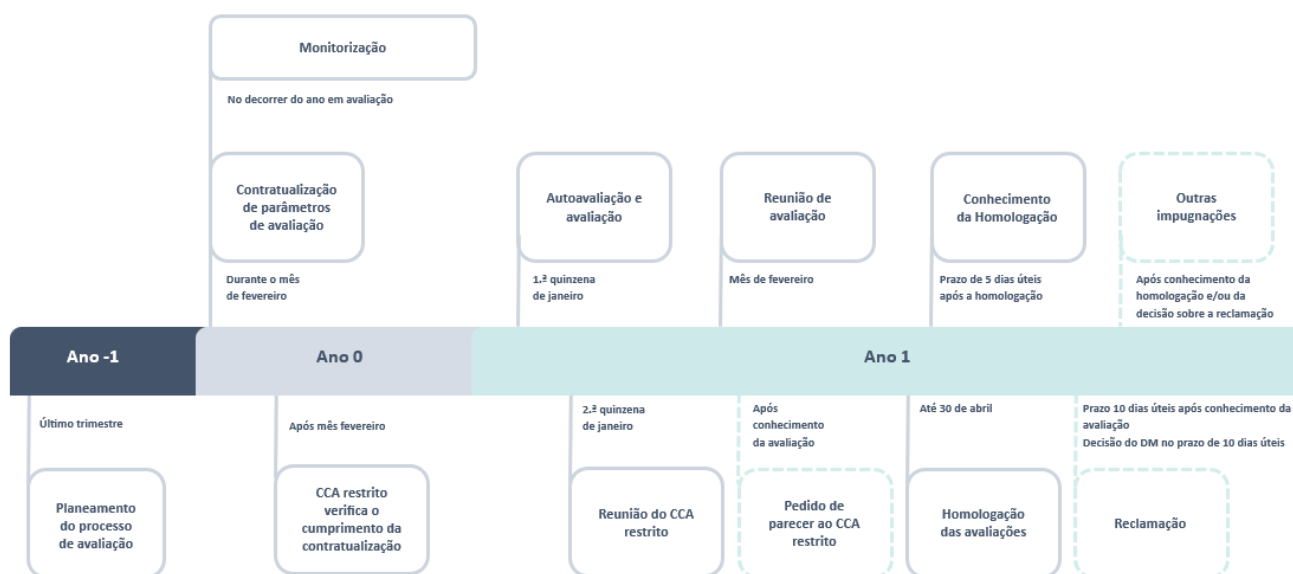 Monitorização
No decorrer do ano em avaliação
Contratualização
de parâmetros
de avaliação
Durante o mês
de fevereiro
Autoavaliação e
avaliação
1.ª quinzena
de janeiro
Reunião de
avaliação
Mês de fevereiro
Conhecimento
da Homologação
Prazo de 5 dias úteis
após a homologação
Outras
impugnações
Após conhecimento da
homologação e/ou da
decisão sobre a reclamação
Ano -1
Ano 0
Ano 1
Último trimestre
Planeamento
do processo
de avaliação
Após mês fevereiro
CCA restrito
verifica o
cumprimento da
contratualização
2.ª quinzena
de janeiro
Reunião do CCA
restrito
Após
conhecimento
da avaliação
Pedido de
parecer ao CCA
restrito
Até 30 de abril
Homologação
das avaliações
Prazo 10 dias úteis após conhecimento da
avaliação
Decisão do DM no prazo de 10 dias úteis
Reclamação